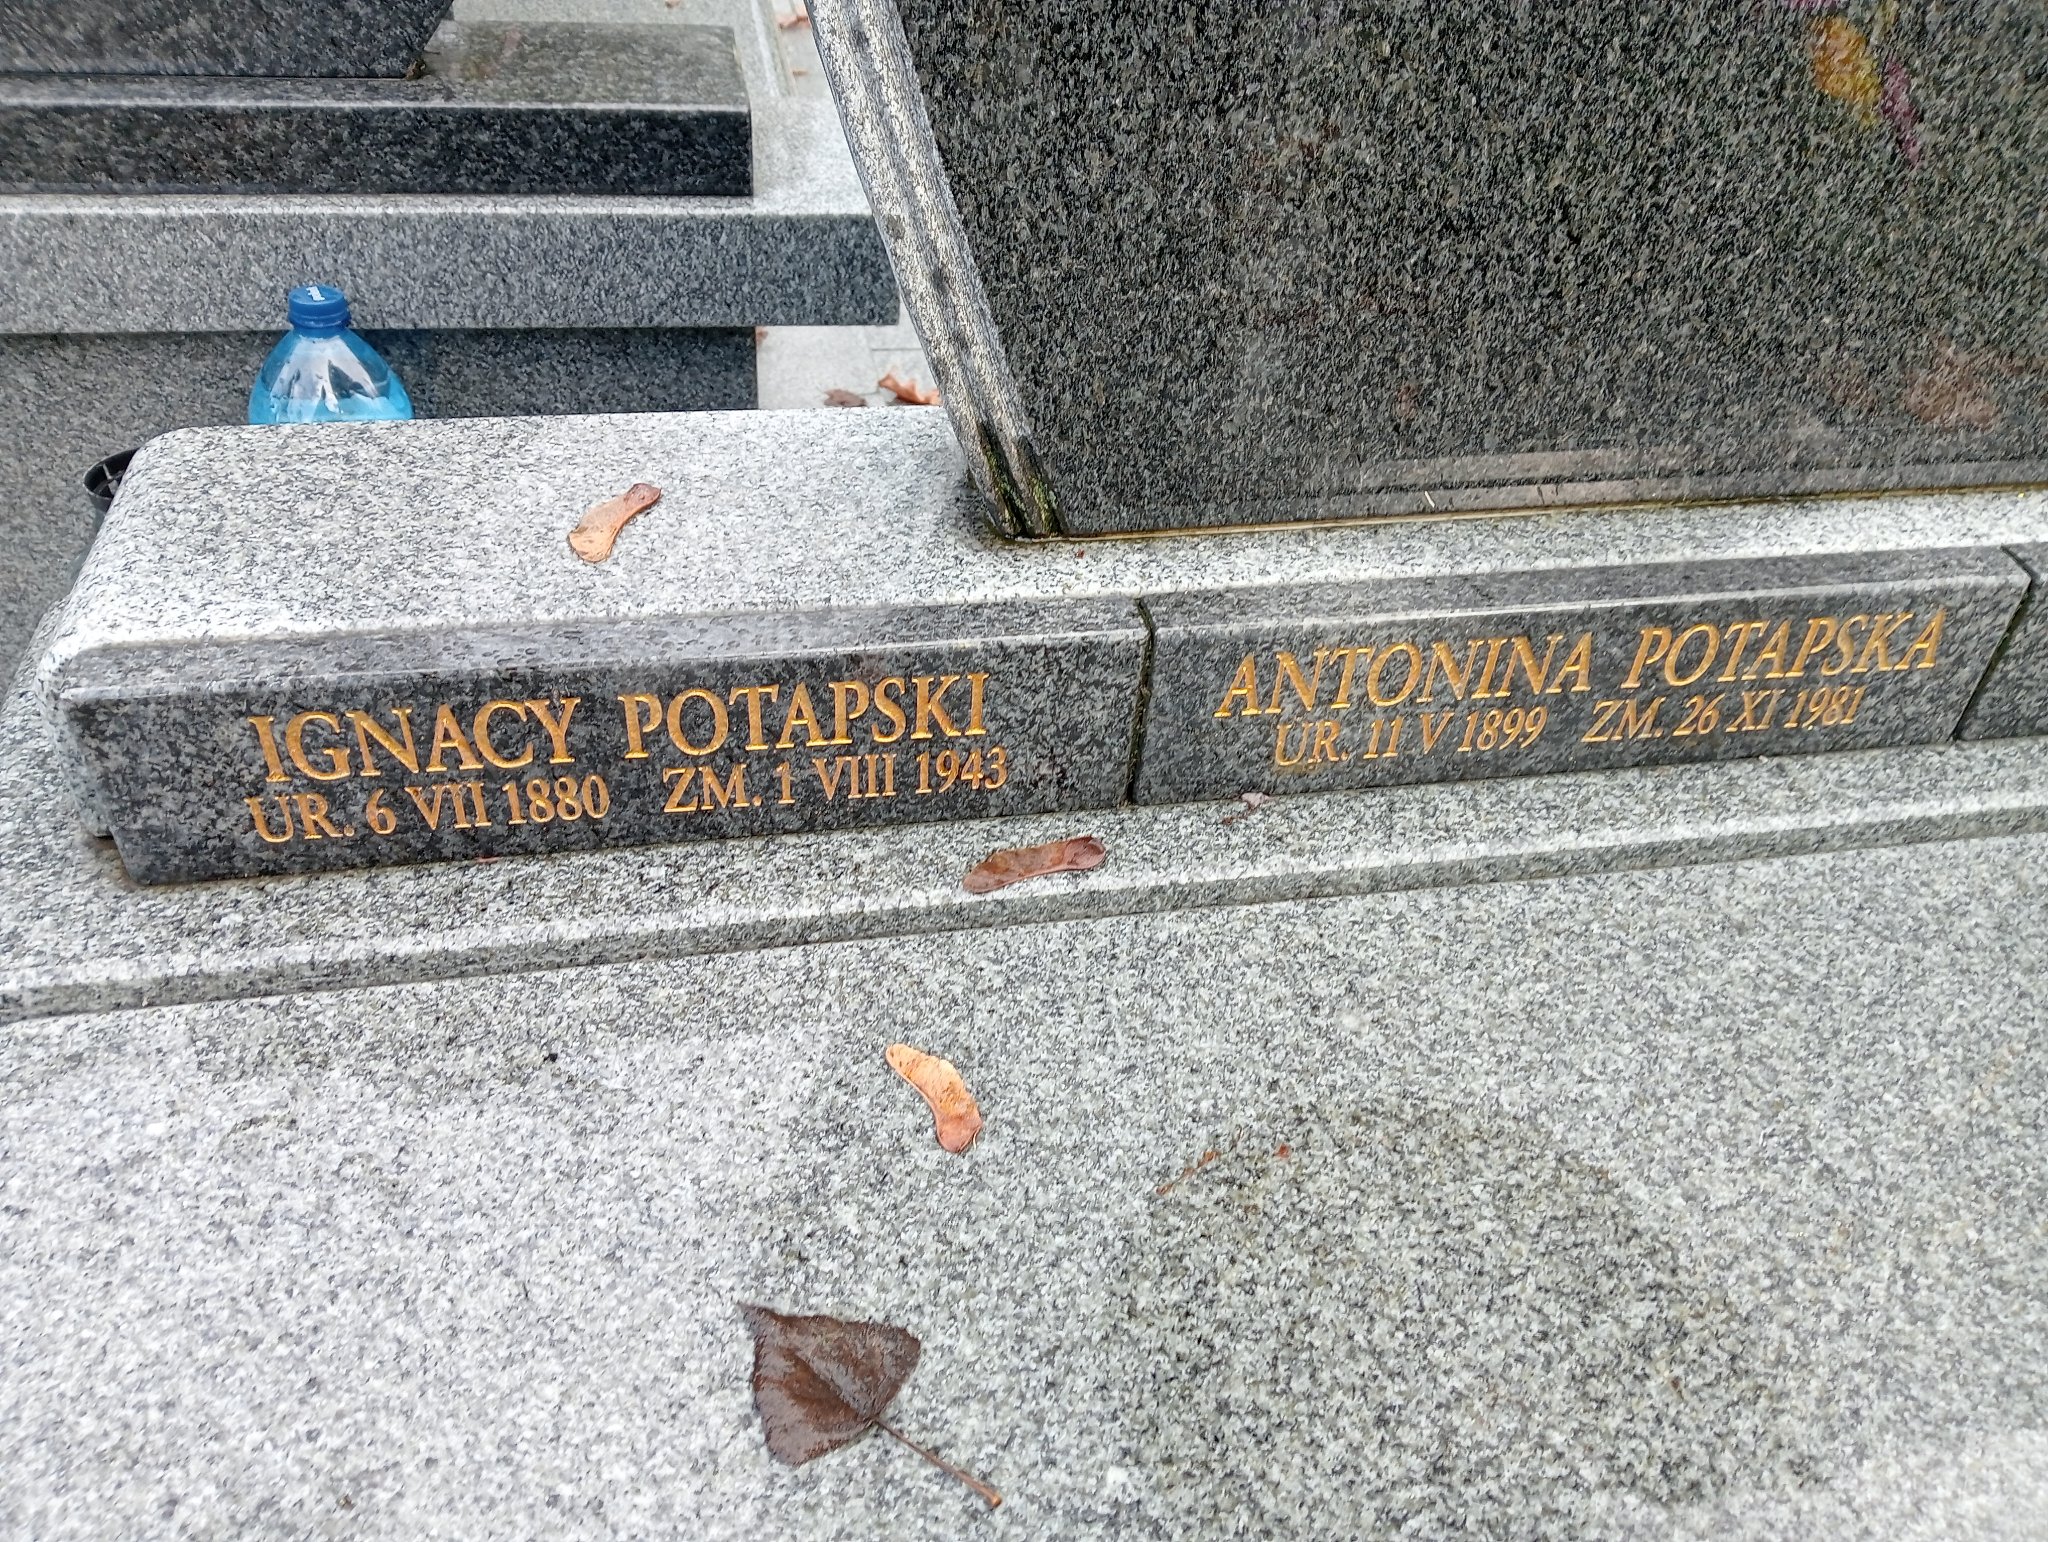 IGNACY POTAPSKI
UR. 6 VII 1880 ZM. 1 VIII 1943
ANTONINA POTAPSKA
UR. 11 V 1899 ZM. 26 XI 1981